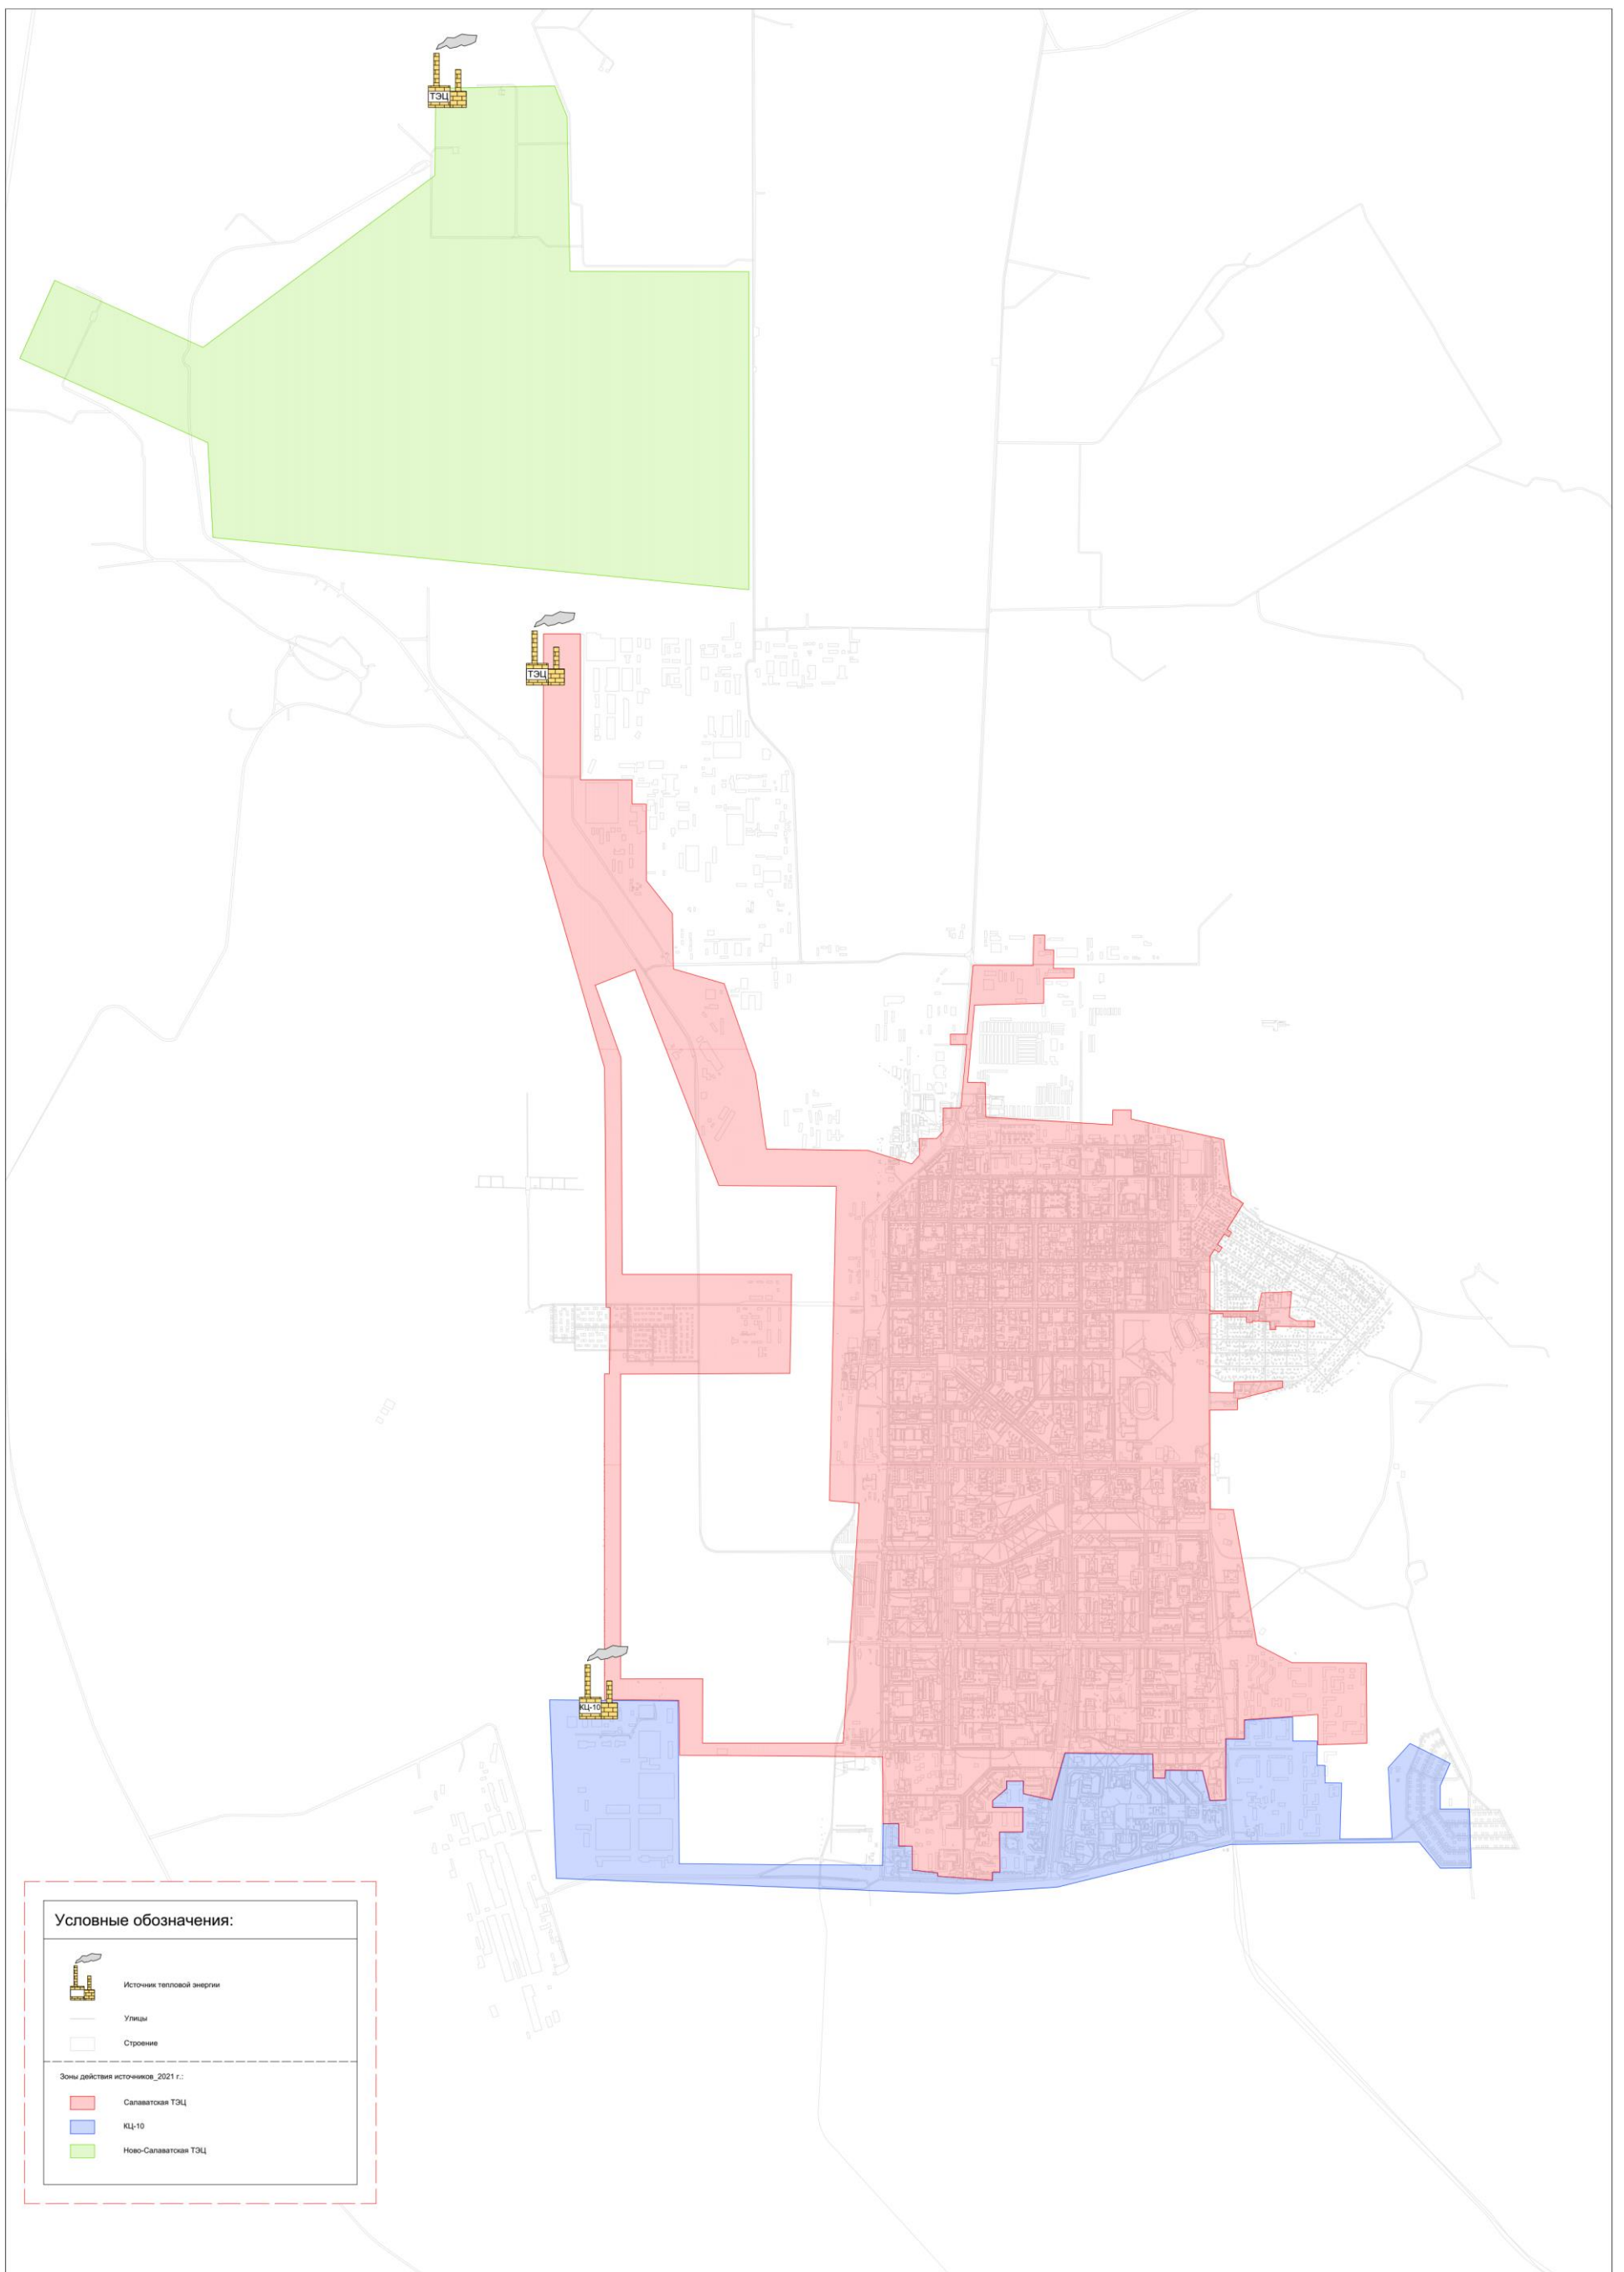 ТЭЦ
ТЭЦ
КЦ-10
Условные обозначения:
Источник тепловой энергии
Улицы
Строение
Зоны действия источников_2021 г.:
Салаватская ТЭЦ
КЦ-10
Ново-Салаватская ТЭЦ